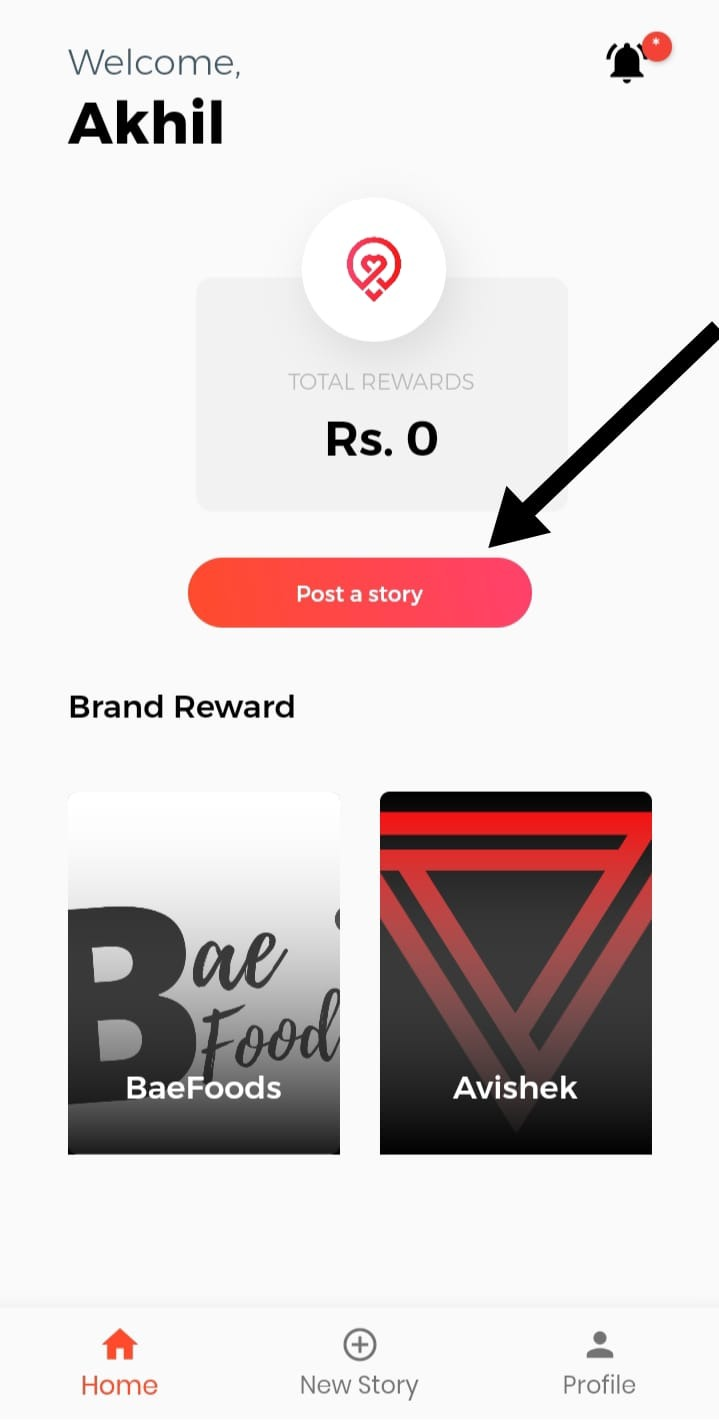 Welcome,
*
Akhil
TOTAL REWARDS
Rs. 0
Post a story
Brand Reward
Bae
Food
BaeFoods
Avishek
Home
New Story
Profile